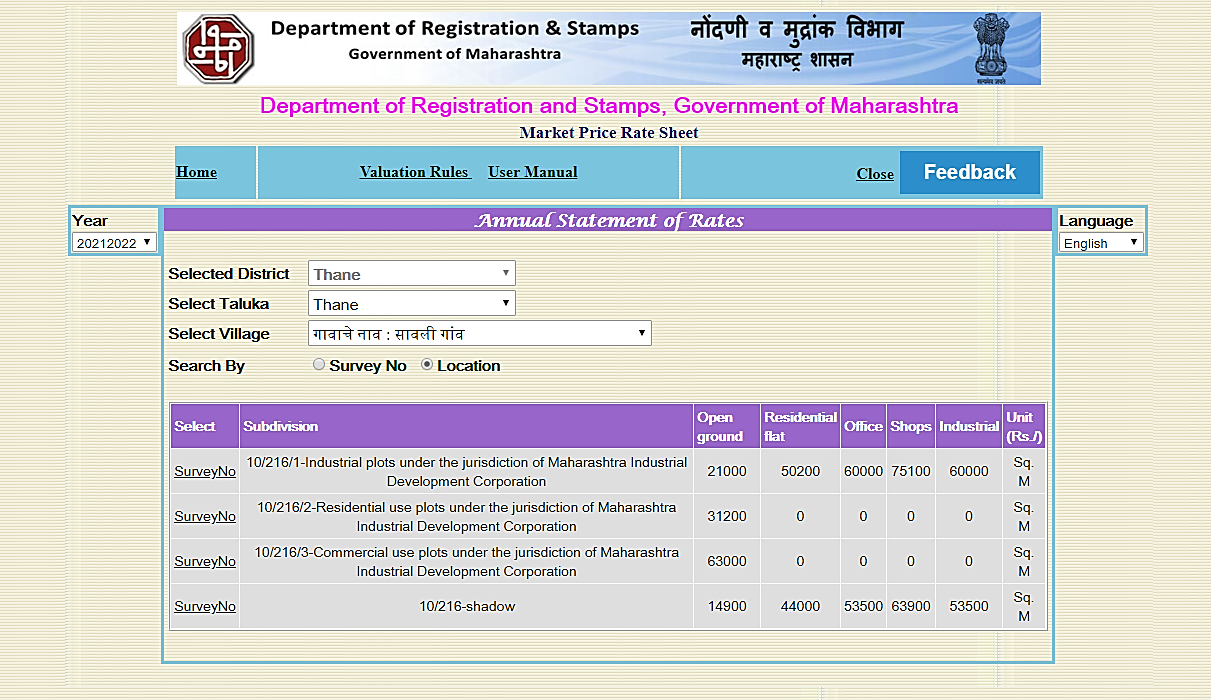 Department of Registration & Stamps
Government of Maharashtra
नोंदणी व मुद्रांक विभाग
महाराष्ट्र शासन
Department of Registration and Stamps, Government of Maharashtra
Market Price Rate Sheet
Home Valuation Rules User Manual Close Feedback
Year
20212022
Annual Statement of Rates
Language
English
Selected District Thane
Select Taluka Thane
Select Village गावाचे नाव : सावली गांव
Search By Survey No Location
Select Subdivision Open ground Residential flat Office Shops Industrial Unit (Rs./)
SurveyNo 10/216/1-Industrial plots under the jurisdiction of Maharashtra Industrial Development Corporation 21000 50200 60000 75100 60000 Sq. M
SurveyNo 10/216/2-Residential use plots under the jurisdiction of Maharashtra Industrial Development Corporation 31200 0 0 0 0 Sq. M
SurveyNo 10/216/3-Commercial use plots under the jurisdiction of Maharashtra Industrial Development Corporation 63000 0 0 0 0 Sq. M
SurveyNo 10/216-shadow 14900 44000 53500 63900 53500 Sq. M